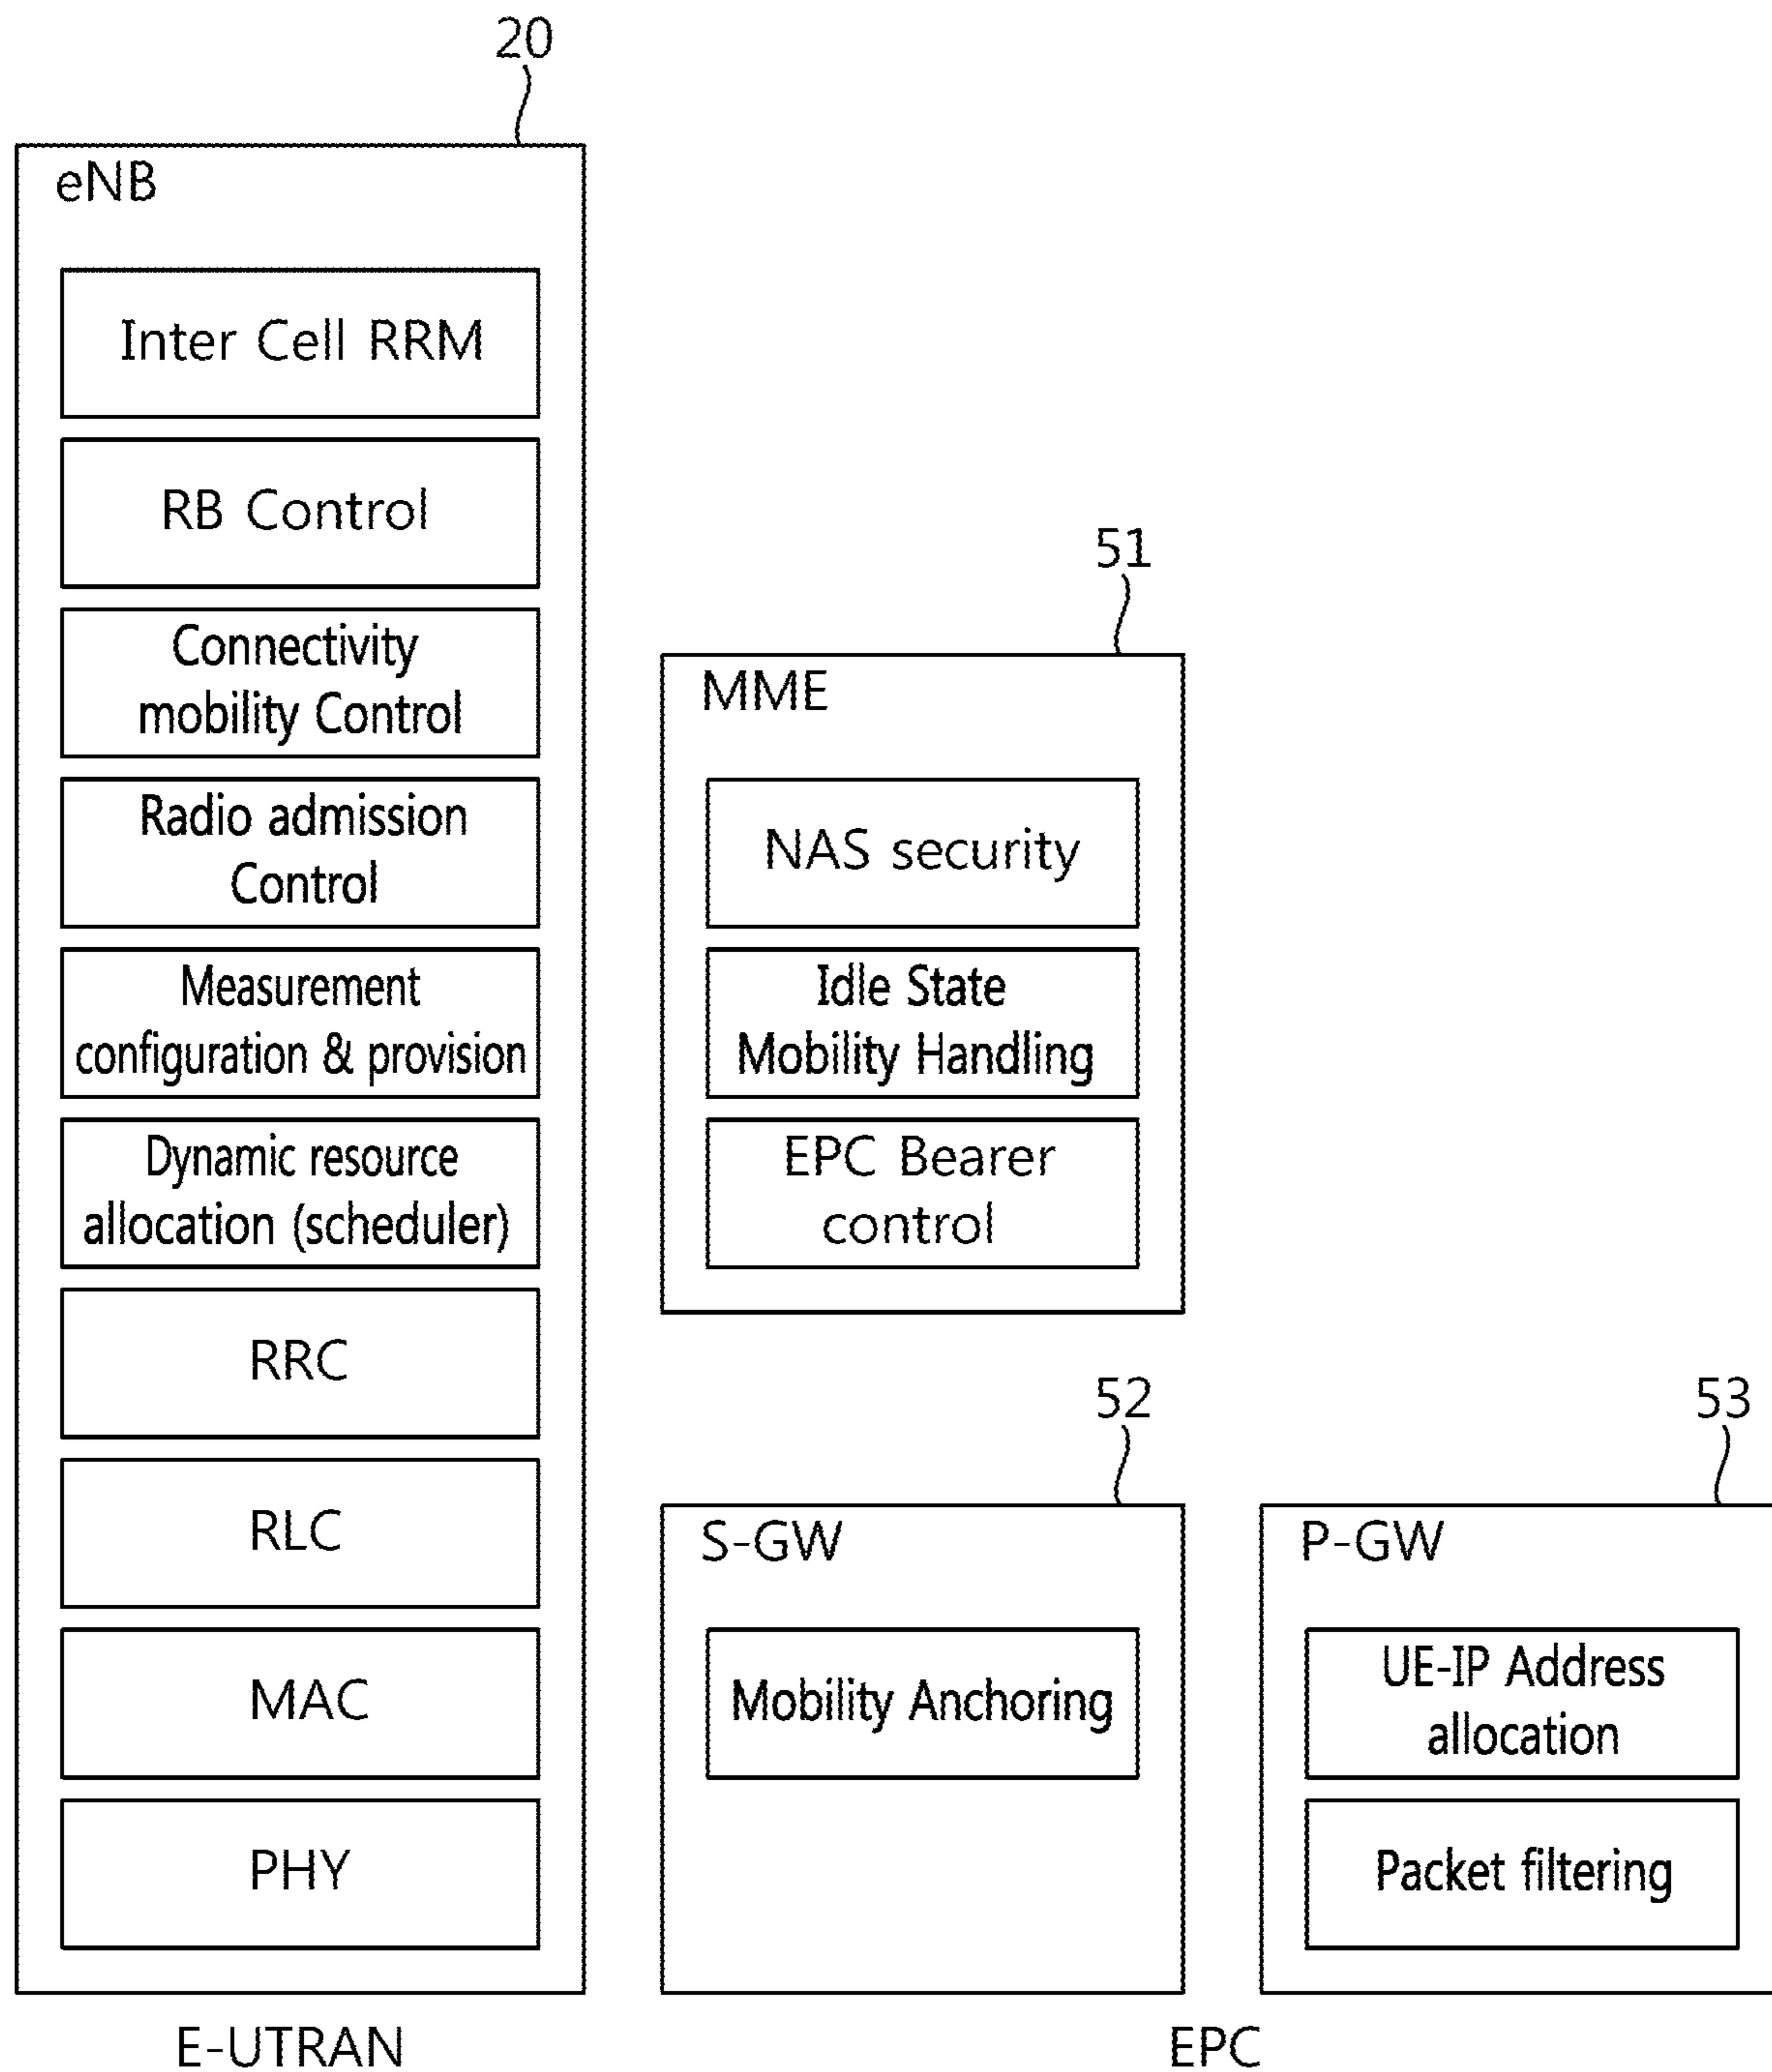 20
eNB
Inter Cell RRM
RB Control
Connectivity
mobility Control
Radio admission
Control
Measurement
configuration & provision
Dynamic resource
allocation (scheduler)
RRC
RLC
MAC
PHY
E-UTRAN
51
MME
NAS security
Idle State
Mobility Handling
EPC Bearer
control
52
S-GW
Mobility Anchoring
53
P-GW
UE-IP Address
allocation
Packet filtering
EPC